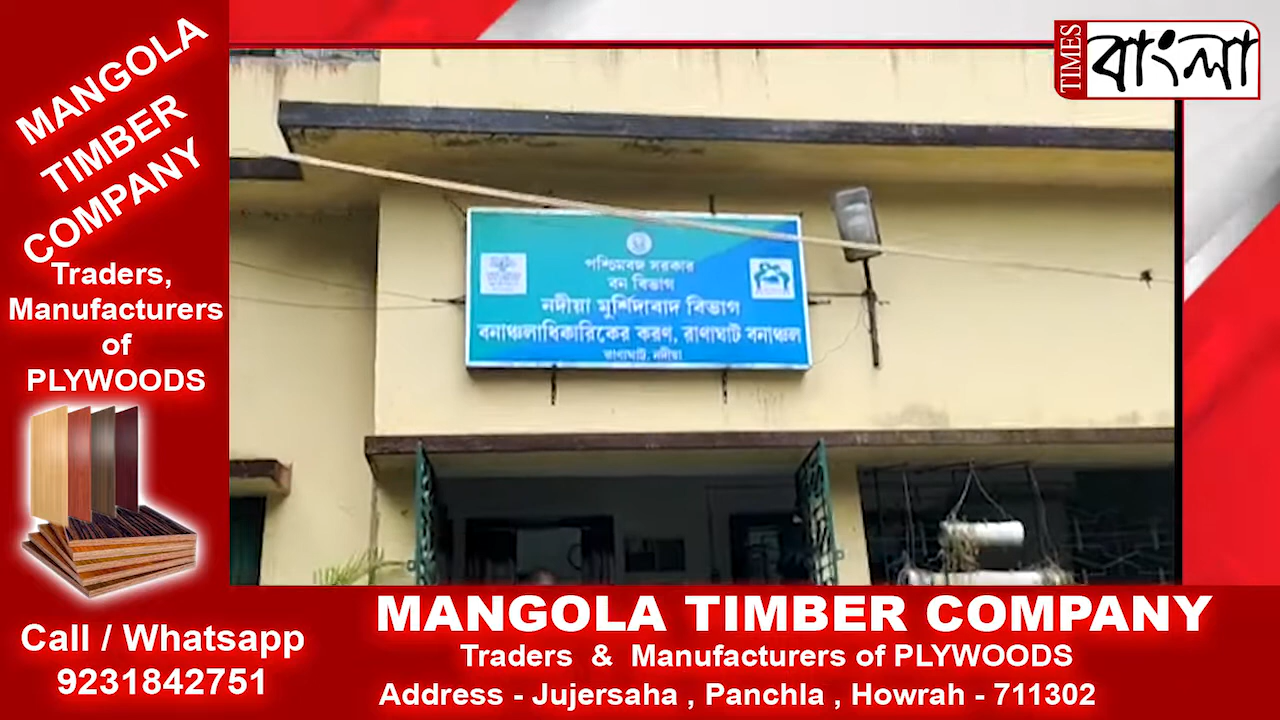 MANGOLA
TIMBER
COMPANY
Traders,
Manufacturers
of
PLYWOODS
Call / Whatsapp
9231842751
TIMES
বাংলা
পশ্চিমবঙ্গ সরকার
বন বিভাগ
নদীয়া মুর্শিদাবাদ বিভাগ
বনাঞ্চলাধিকারিকের করণ, রাণাঘাট বনাঞ্চল
রাণাঘাট, নদীয়া
MANGOLA TIMBER COMPANY
Traders & Manufacturers of PLYWOODS
Address - Jujersaha , Panchla , Howrah - 711302